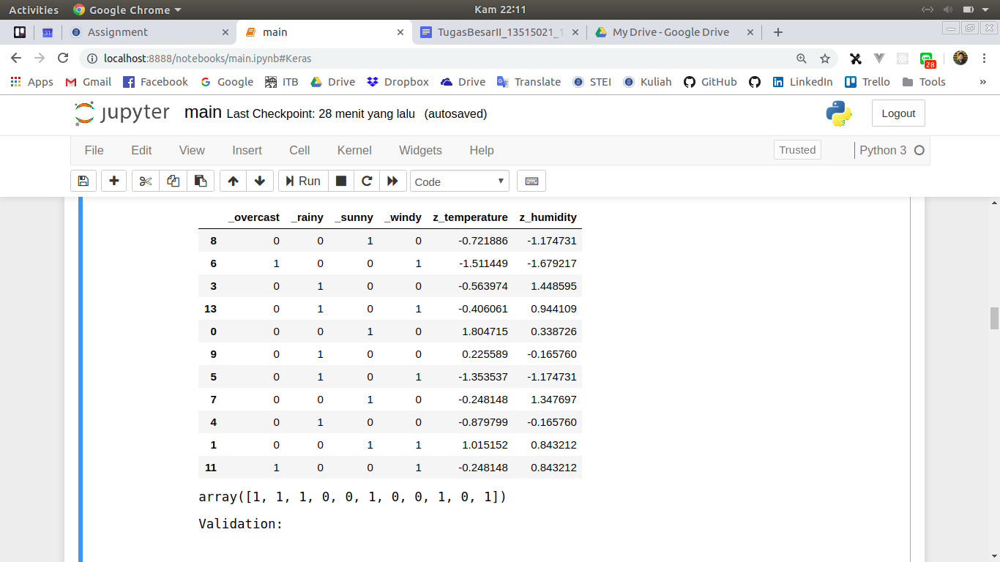 Activities Google Chrome Kam 22:11
31 Assignment main TugasBesarII_13515021_1 My Drive - Google Drive
localhost:8888/notebooks/main.ipynb#Keras 28
Apps Gmail Facebook Google ITB Drive Dropbox Drive Translate STEI Kuliah GitHub LinkedIn Trello Tools »
jupyter main Last Checkpoint: 28 menit yang lalu (autosaved) Logout
File Edit View Insert Cell Kernel Widgets Help Trusted Python 3
Run Code
_overcast _rainy _sunny _windy z_temperature z_humidity
8 0 0 1 0 -0.721886 -1.174731
6 1 0 0 1 -1.511449 -1.679217
3 0 1 0 0 -0.563974 1.448595
13 0 1 0 1 -0.406061 0.944109
0 0 0 1 0 1.804715 0.338726
9 0 1 0 0 0.225589 -0.165760
5 0 1 0 1 -1.353537 -1.174731
7 0 0 1 0 -0.248148 1.347697
4 0 1 0 0 -0.879799 -0.165760
1 0 0 1 1 1.015152 0.843212
11 1 0 0 1 -0.248148 0.843212
array([1, 1, 1, 0, 0, 1, 0, 0, 1, 0, 1])
Validation: